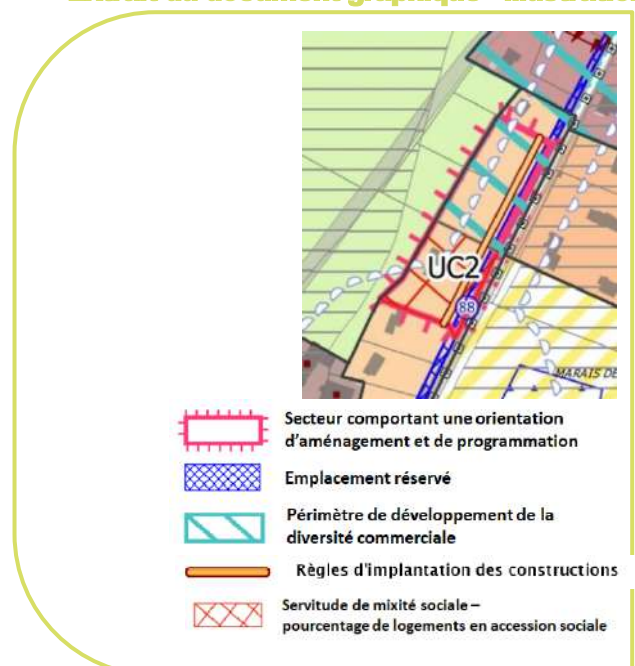 UC2
88
MARAIS DE
Secteur comportant une orientation
d'aménagement et de programmation
Emplacement réservé
Périmètre de développement de la
diversité commerciale
Règles d'implantation des constructions
Servitude de mixité sociale –
pourcentage de logements en accession sociale